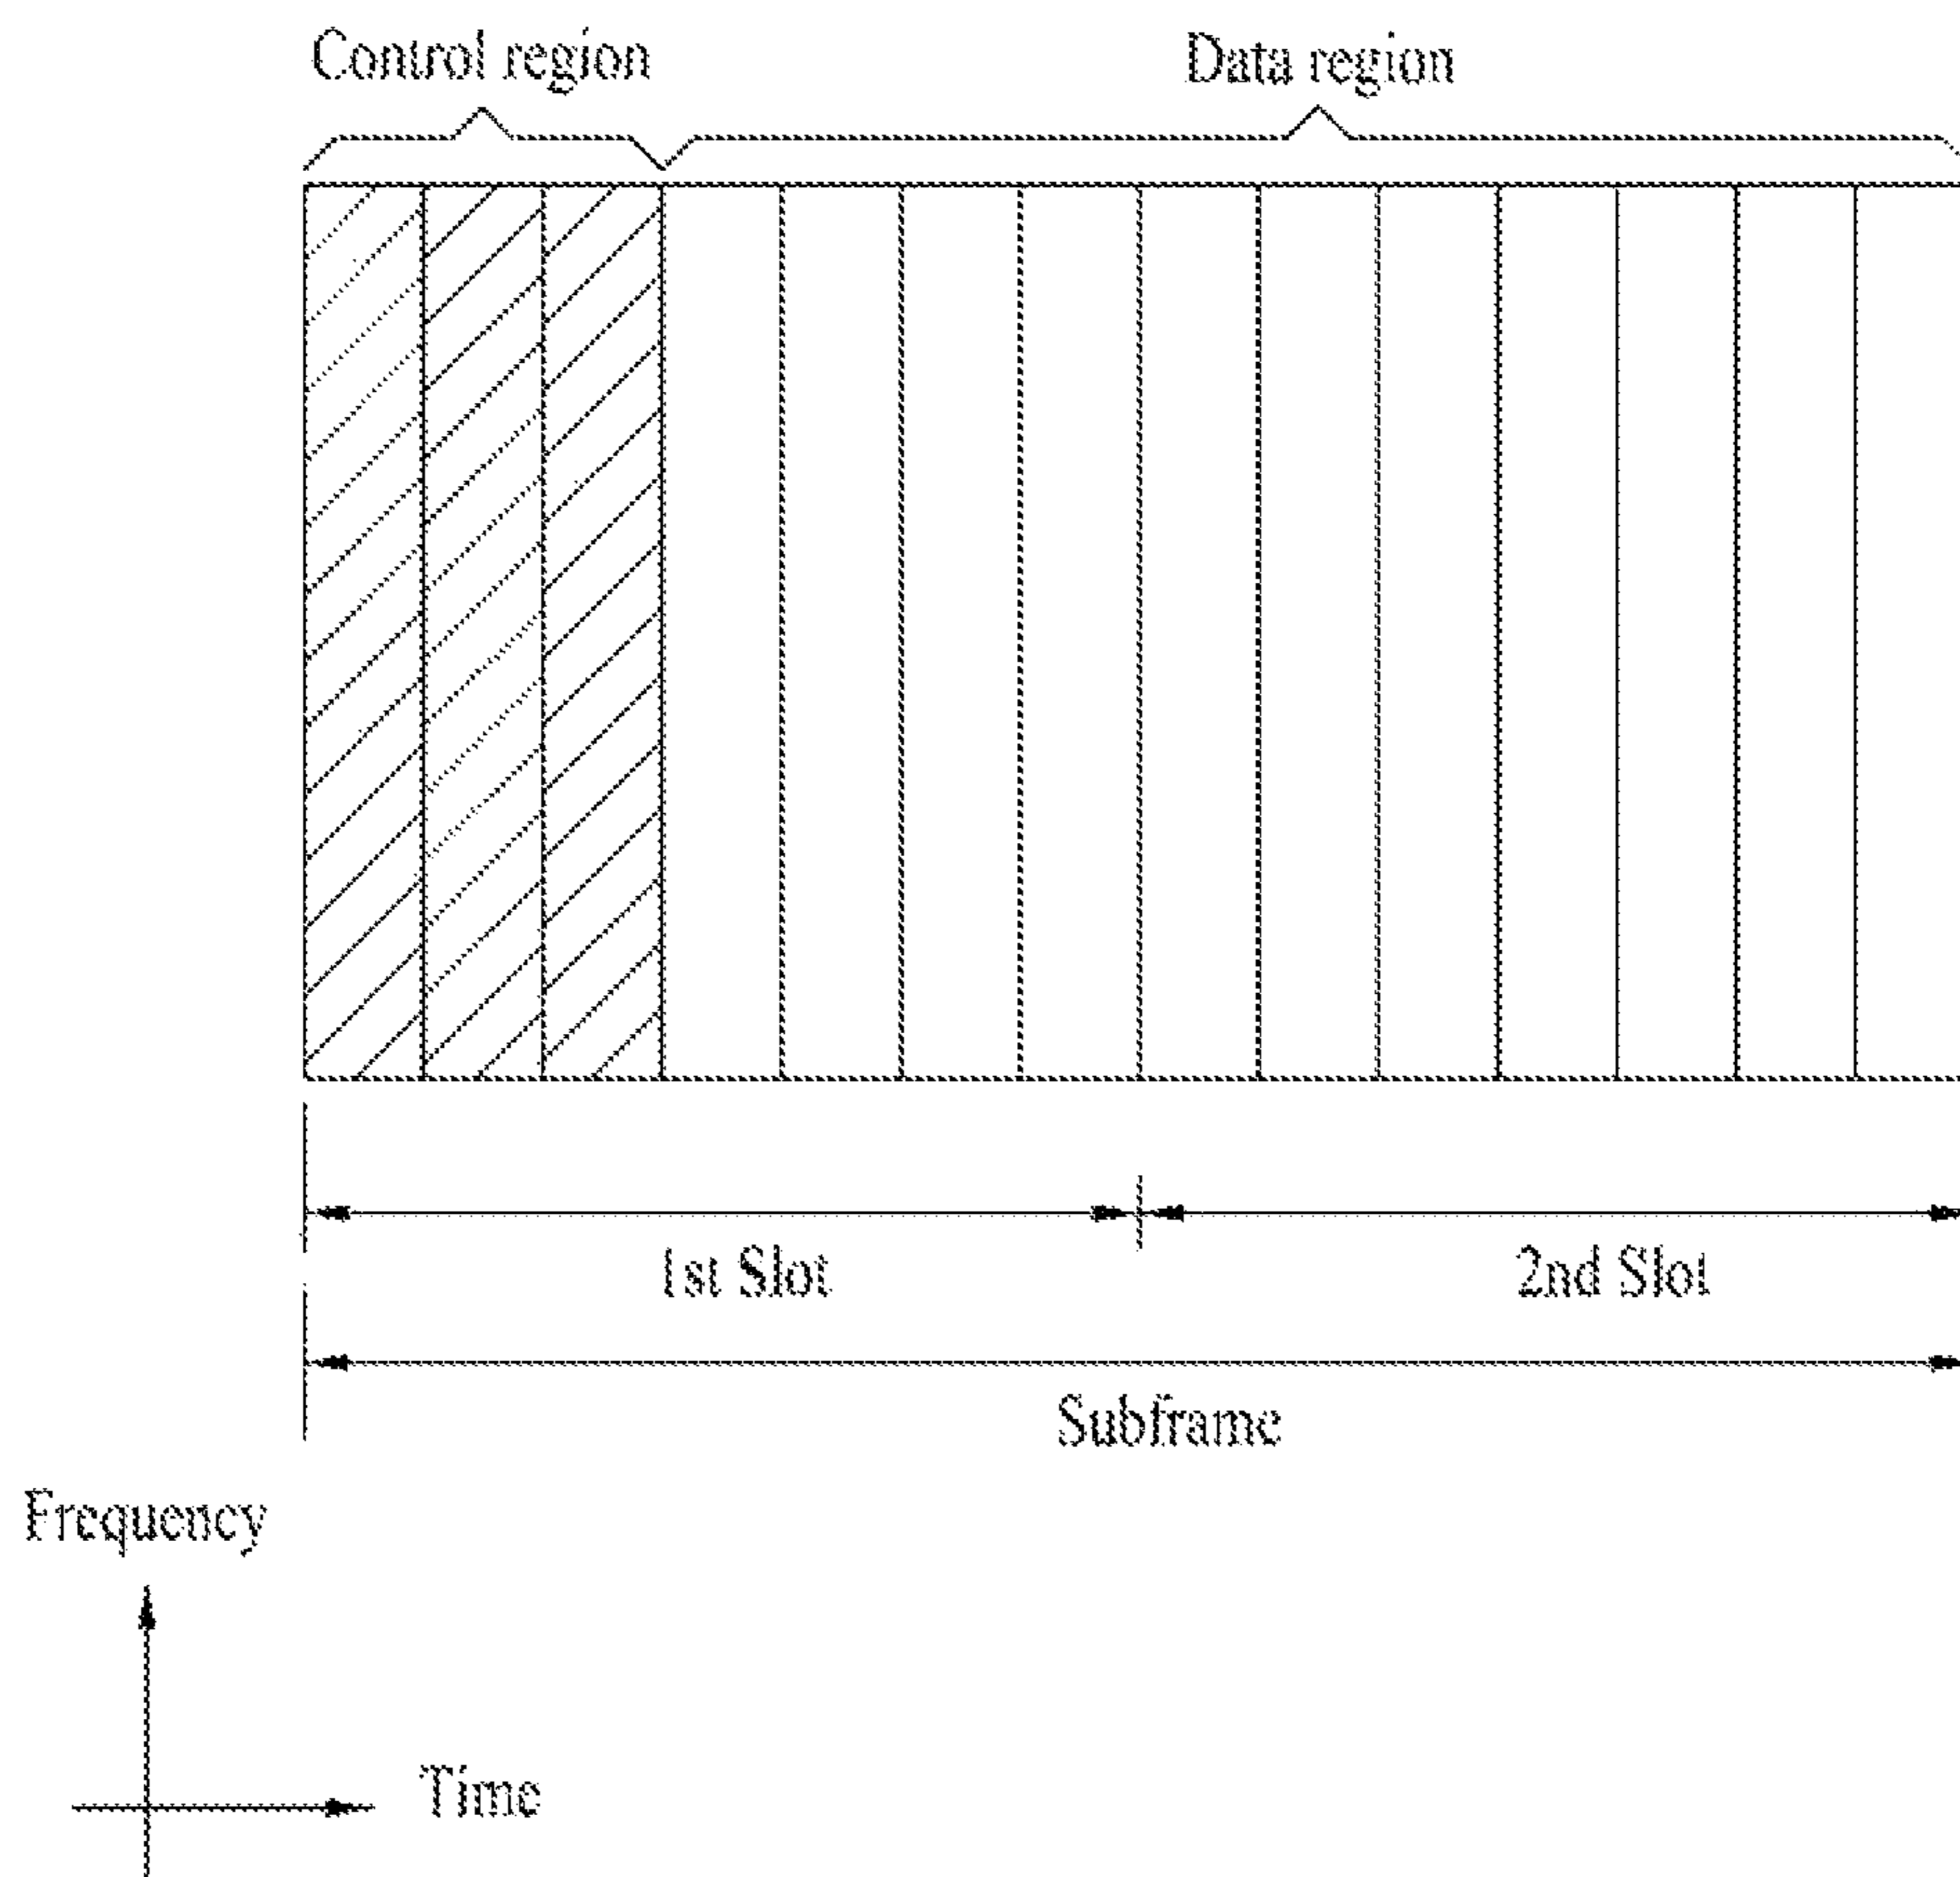 Control region
Data region
1st Slot
2nd Slot
Subframe
Frequency
Time